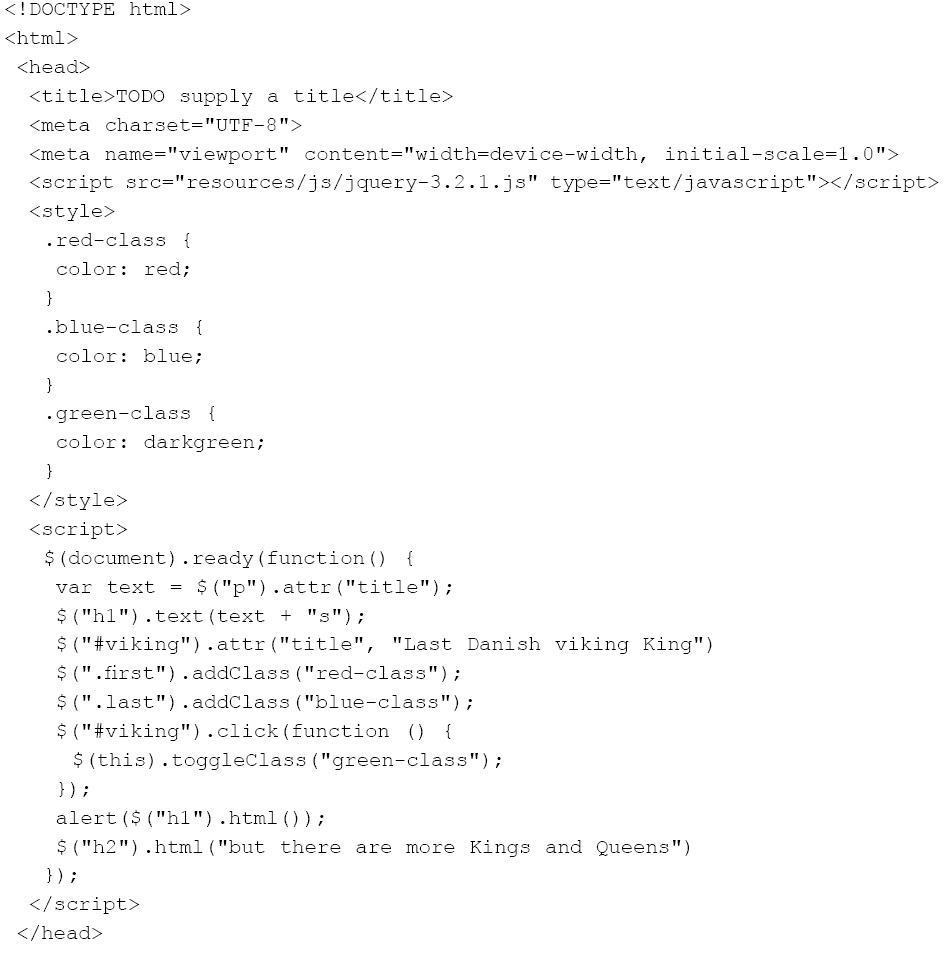 <!DOCTYPE html>
<html>
<head>
<title>TODO supply a title</title>
<meta charset="UTF-8">
<meta name="viewport" content="width=device-width, initial-scale=1.0">
<script src="resources/js/jquery-3.2.1.js" type="text/javascript"></script>
<style>
.red-class {
color: red;
}
.blue-class {
color: blue;
}
.green-class {
color: darkgreen;
}
</style>
<script>
$(document).ready(function() {
var text = $("p").attr("title");
$("h1").text(text + "s");
$("#viking").attr("title", "Last Danish viking King")
$(".first").addClass("red-class");
$(".last").addClass("blue-class");
$("#viking").click(function () {
$(this).toggleClass("green-class");
});
alert($("h1").html());
$("h2").html("but there are more Kings and Queens")
});
</script>
</head>